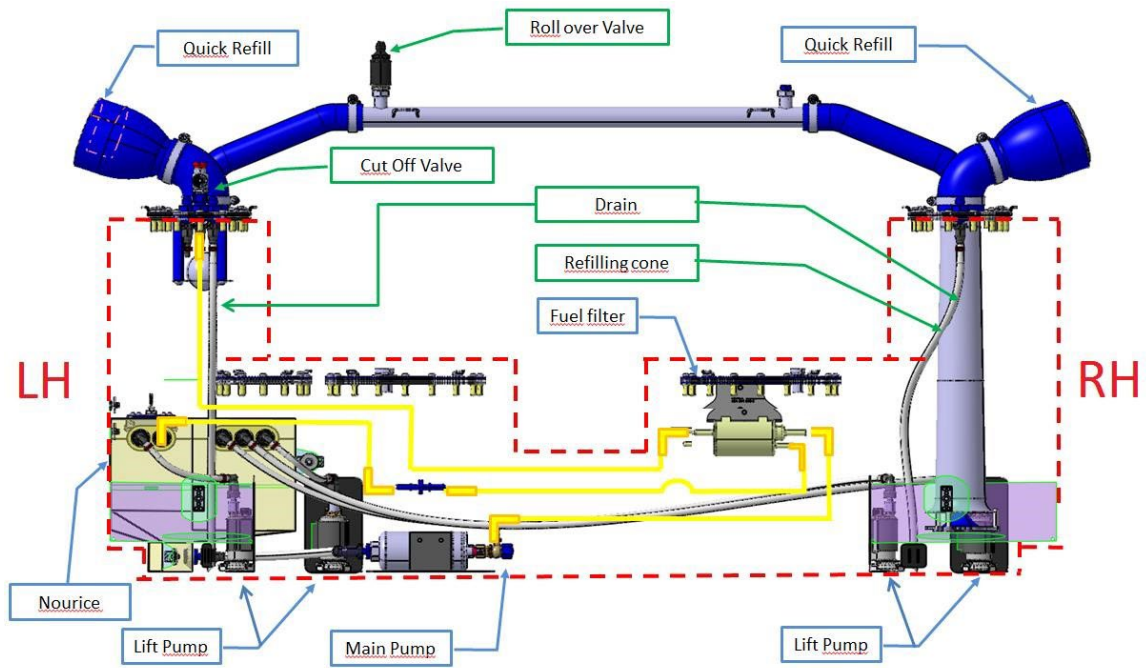 Roll over Valve
Quick Refill
Quick Refill
Cut Off Valve
Drain
Refilling cone
Fuel filter
LH
RH
Nourice
Lift Pump
Main Pump
Lift Pump